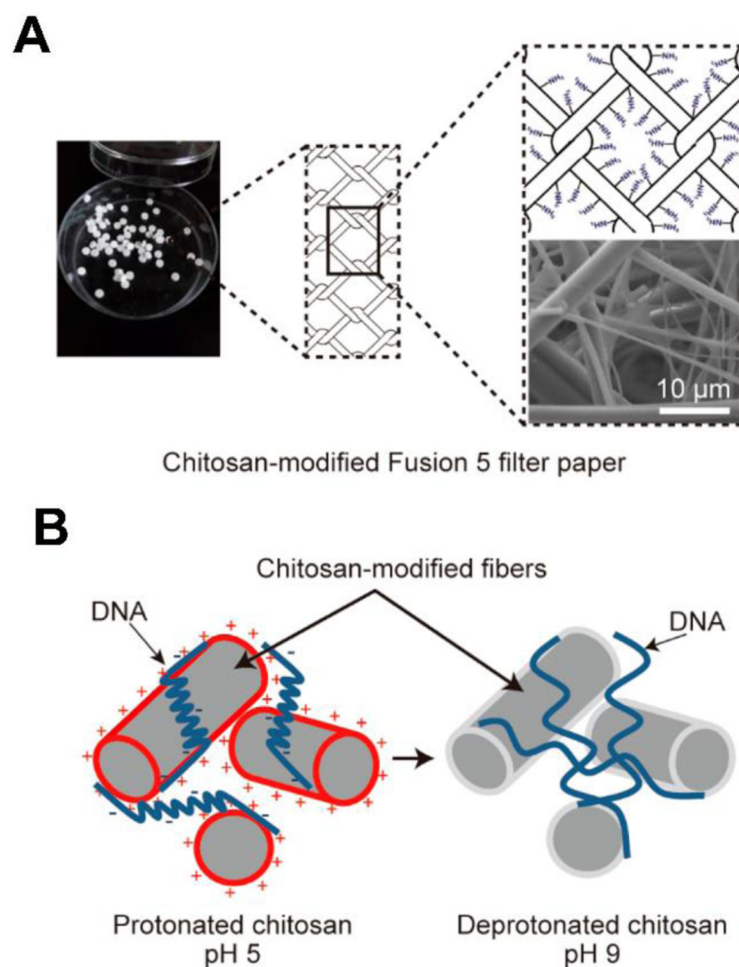 A
NH₂
10 μm
Chitosan-modified Fusion 5 filter paper
B
Chitosan-modified fibers
DNA
DNA
Protonated chitosan
pH 5
Deprotonated chitosan
pH 9